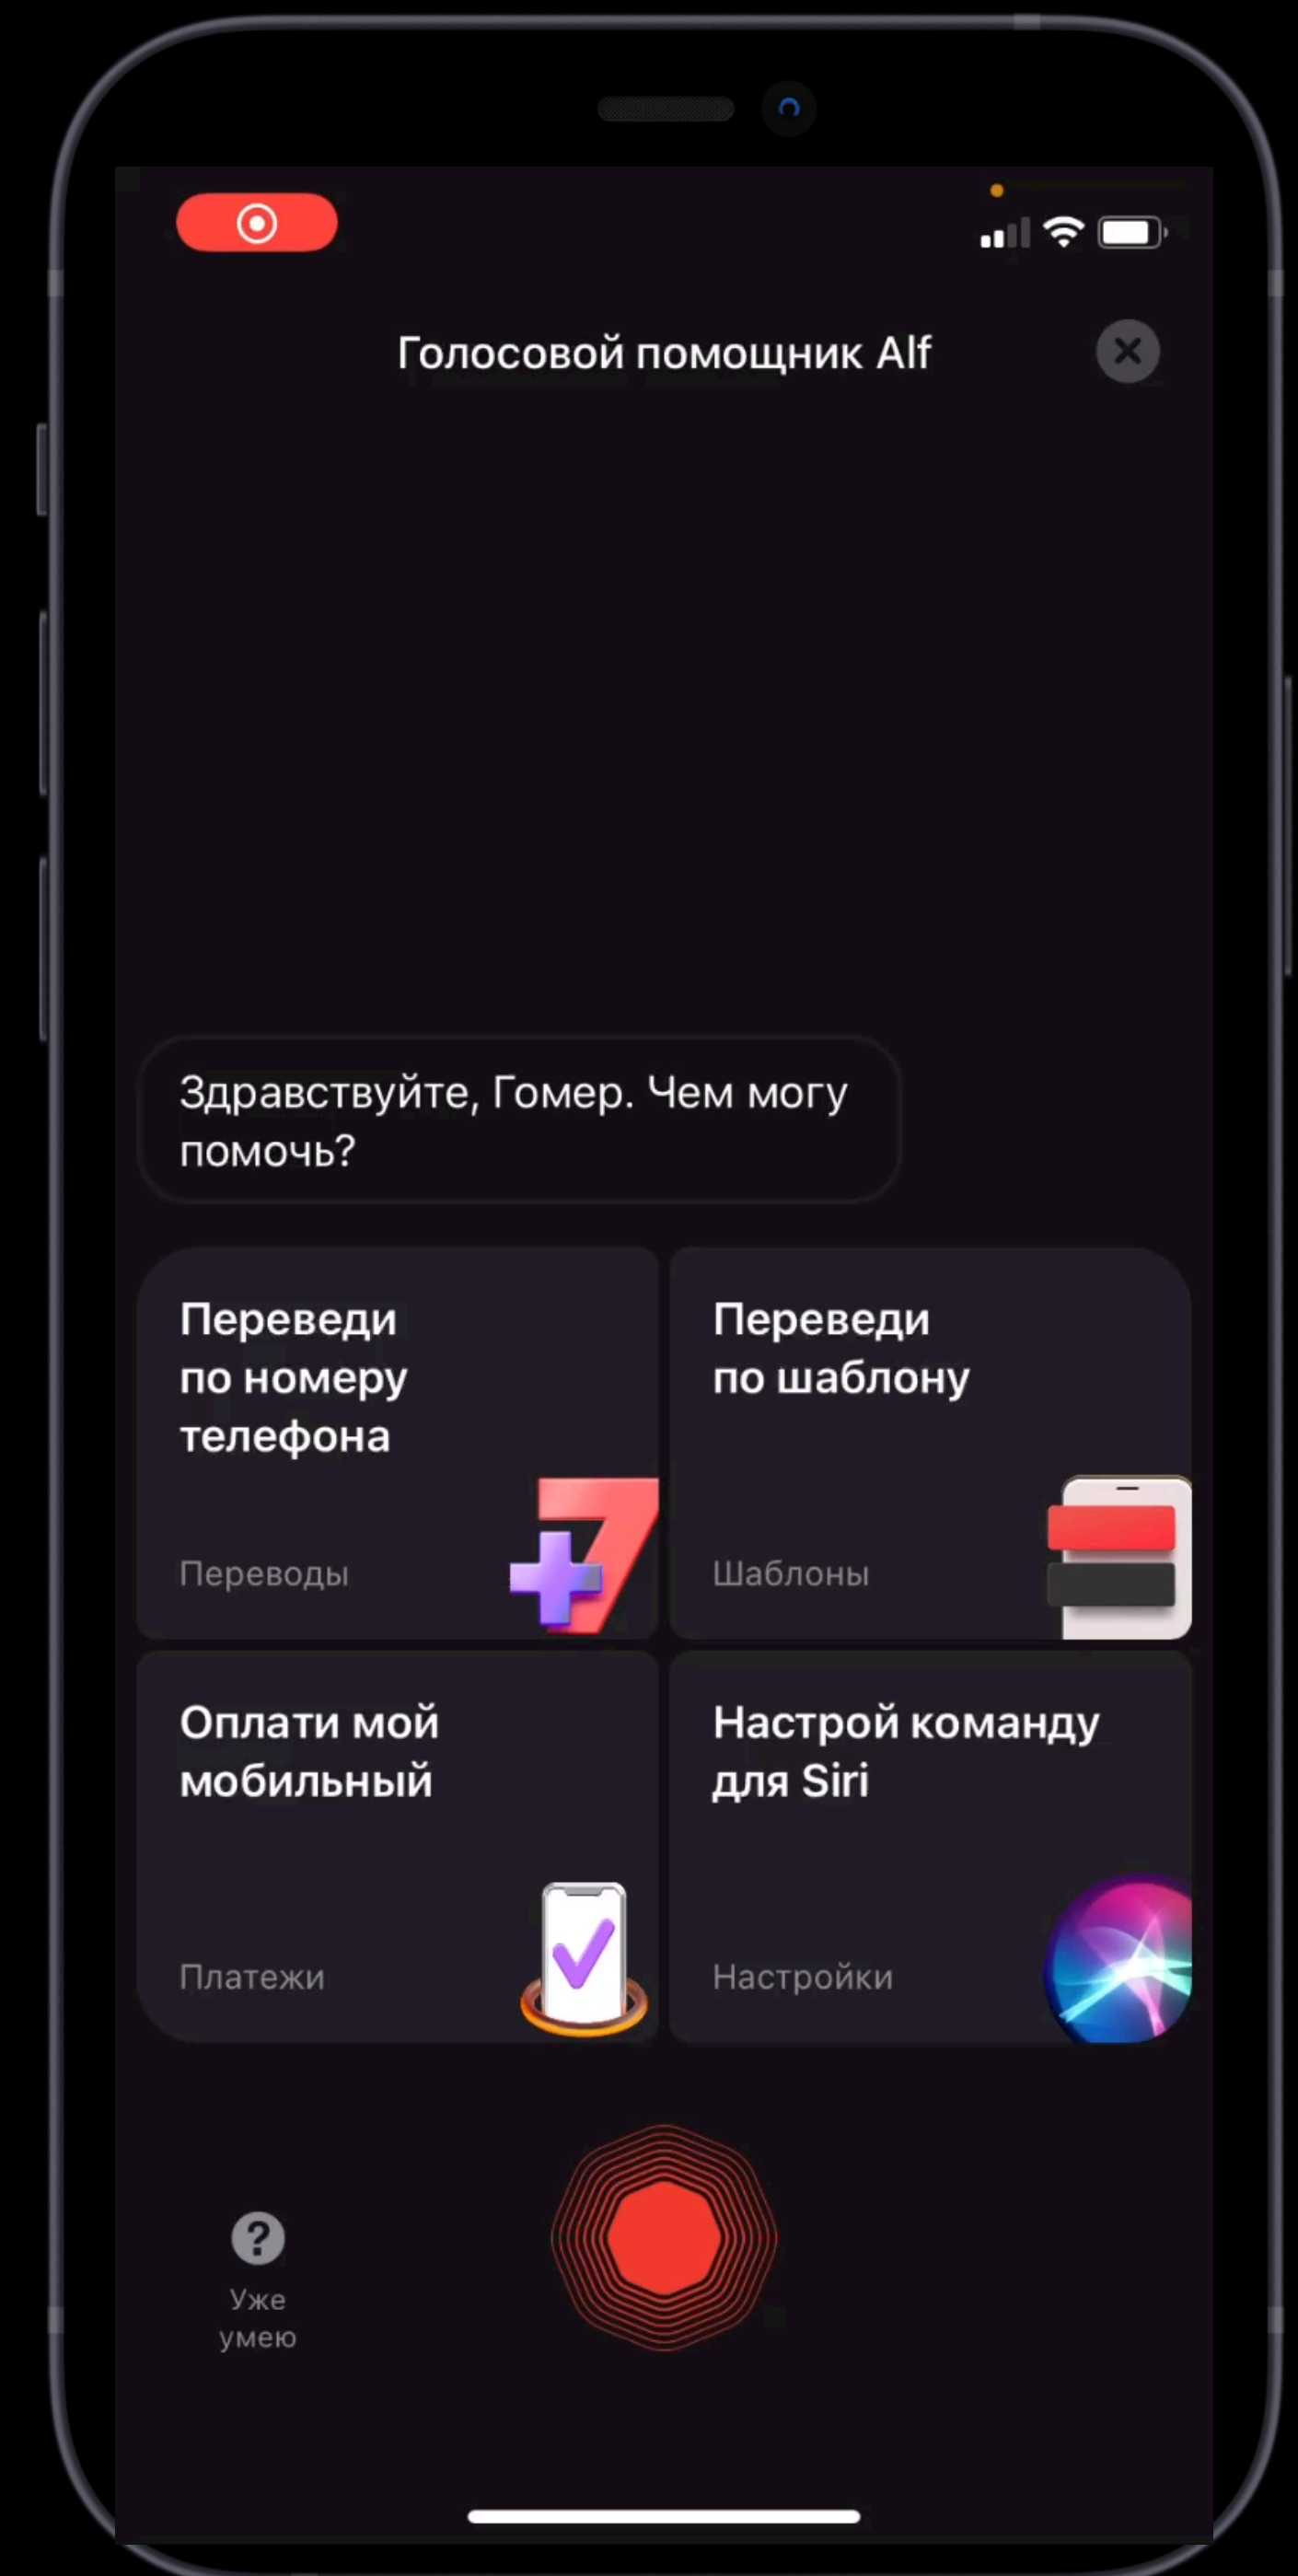 Голосовой помощник Alf
Здравствуйте, Гомер. Чем могу
помочь?
Переведи
по номеру
телефона
+7
Переводы
Переведи
по шаблону
Шаблоны
Оплати мой
мобильный
Платежи
Настрой команду
для Siri
Настройки
?
Уже
умею